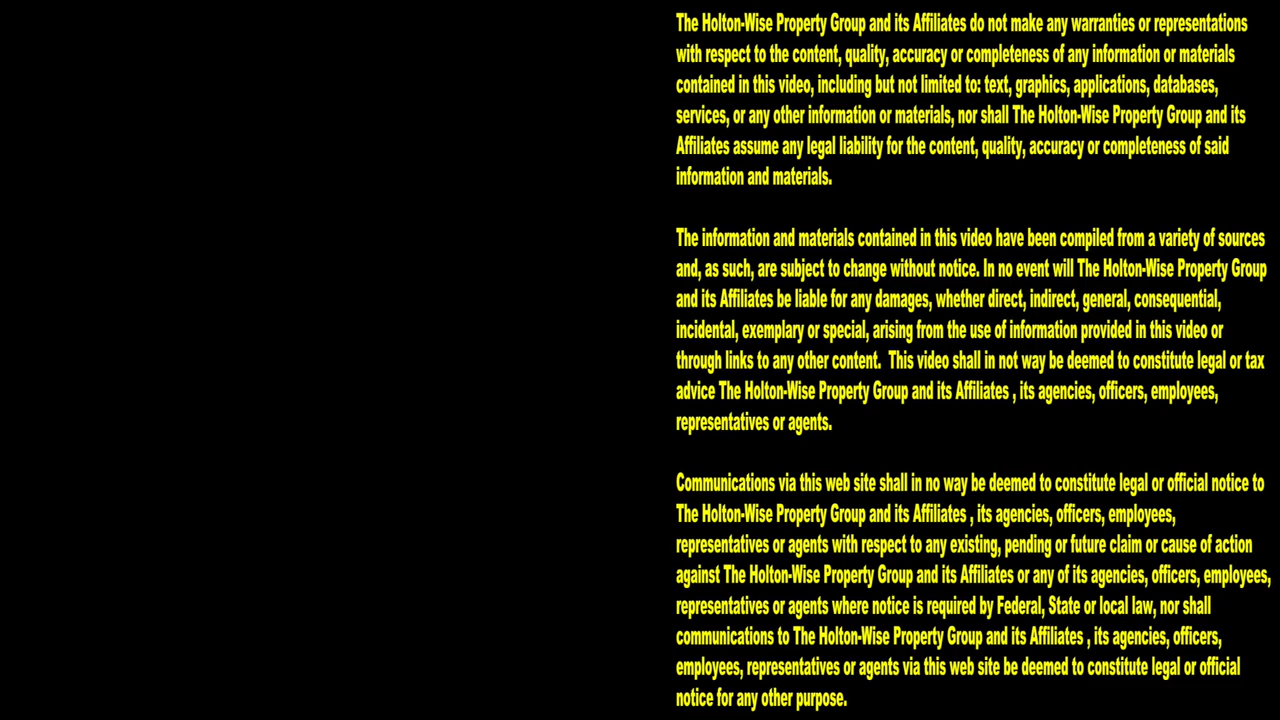 The Holton-Wise Property Group and its Affiliates do not make any warranties or representations
with respect to the content, quality, accuracy or completeness of any information or materials
contained in this video, including but not limited to: text, graphics, applications, databases,
services, or any other information or materials, nor shall The Holton-Wise Property Group and its
Affiliates assume any legal liability for the content, quality, accuracy or completeness of said
information and materials.
The information and materials contained in this video have been compiled from a variety of sources
and, as such, are subject to change without notice. In no event will The Holton-Wise Property Group
and its Affiliates be liable for any damages, whether direct, indirect, general, consequential,
incidental, exemplary or special, arising from the use of information provided in this video or
through links to any other content.  This video shall in not way be deemed to constitute legal or tax
advice The Holton-Wise Property Group and its Affiliates , its agencies, officers, employees,
representatives or agents.
Communications via this web site shall in no way be deemed to constitute legal or official notice to
The Holton-Wise Property Group and its Affiliates , its agencies, officers, employees,
representatives or agents with respect to any existing, pending or future claim or cause of action
against The Holton-Wise Property Group and its Affiliates or any of its agencies, officers, employees,
representatives or agents where notice is required by Federal, State or local law, nor shall
communications to The Holton-Wise Property Group and its Affiliates , its agencies, officers,
employees, representatives or agents via this web site be deemed to constitute legal or official
notice for any other purpose.